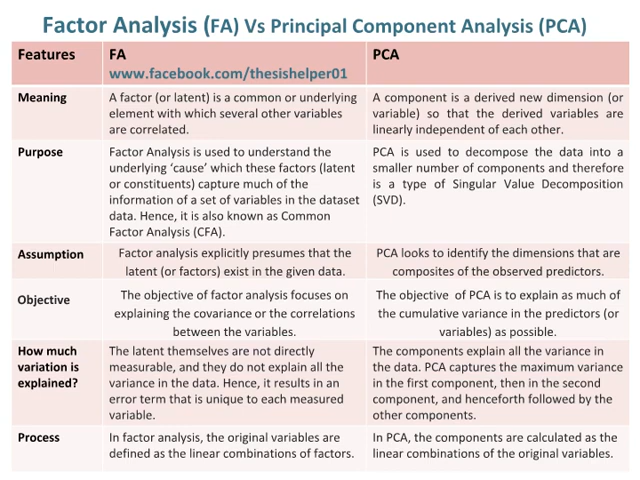 Factor Analysis (FA) Vs Principal Component Analysis (PCA)
Features
FA
www.facebook.com/thesishelper01
PCA
Meaning
A factor (or latent) is a common or underlying
element with which several other variables
are correlated.
A component is a derived new dimension (or
variable) so that the derived variables are
linearly independent of each other.
Purpose
Factor Analysis is used to understand the
underlying ‘cause’ which these factors (latent
or constituents) capture much of the
information of a set of variables in the dataset
data. Hence, it is also known as Common
Factor Analysis (CFA).
PCA is used to decompose the data into a
smaller number of components and therefore
is a type of Singular Value Decomposition
(SVD).
Assumption
Factor analysis explicitly presumes that the
latent (or factors) exist in the given data.
PCA looks to identify the dimensions that are
composites of the observed predictors.
Objective
The objective of factor analysis focuses on
explaining the covariance or the correlations
between the variables.
The objective of PCA is to explain as much of
the cumulative variance in the predictors (or
variables) as possible.
How much
variation is
explained?
The latent themselves are not directly
measurable, and they do not explain all the
variance in the data. Hence, it results in an
error term that is unique to each measured
variable.
The components explain all the variance in
the data. PCA captures the maximum variance
in the first component, then in the second
component, and henceforth followed by the
other components.
Process
In factor analysis, the original variables are
defined as the linear combinations of factors.
In PCA, the components are calculated as the
linear combinations of the original variables.